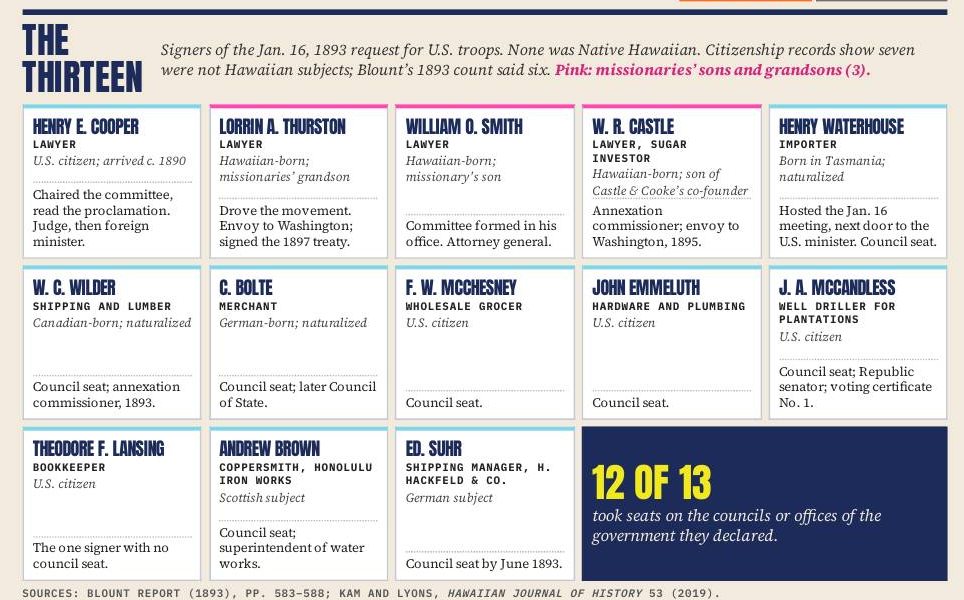 THE
THIRTEEN
Signers of the Jan. 16, 1893 request for U.S. troops. None was Native Hawaiian. Citizenship records show seven
were not Hawaiian subjects; Blount's 1893 count said six. Pink: missionaries' sons and grandsons (3).
HENRY E. COOPER
LAWYER
U.S. citizen; arrived c. 1890
Chaired the committee,
read the proclamation.
Judge, then foreign
minister.
LORRIN A. THURSTON
LAWYER
Hawaiian-born;
missionaries' grandson
Drove the movement.
Envoy to Washington;
signed the 1897 treaty.
WILLIAM O. SMITH
LAWYER
Hawaiian-born;
missionary's son
Committee formed in his
office. Attorney general.
W. R. CASTLE
LAWYER, SUGAR
INVESTOR
Hawaiian-born; son of
Castle & Cooke's co-founder
Annexation
commissioner; envoy to
Washington, 1895.
HENRY WATERHOUSE
IMPORTER
Born in Tasmania;
naturalized
Hosted the Jan. 16
meeting, next door to the
U.S. minister. Council seat.
W. C. WILDER
SHIPPING AND LUMBER
Canadian-born; naturalized
Council seat; annexation
commissioner, 1893.
C. BOLTE
MERCHANT
German-born; naturalized
Council seat; later Council
of State.
F. W. MCCHESNEY
WHOLESALE GROCER
U.S. citizen
Council seat.
JOHN EMMELUTH
HARDWARE AND PLUMBING
U.S. citizen
Council seat.
J. A. MCCANDLESS
WELL DRILLER FOR
PLANTATIONS
U.S. citizen
Council seat; Republic
senator; voting certificate
No. 1.
THEODORE F. LANSING
BOOKKEEPER
U.S. citizen
The one signer with no
council seat.
ANDREW BROWN
COPPERSMITH, HONOLULU
IRON WORKS
Scottish subject
Council seat;
superintendent of water
works.
ED. SUHR
SHIPPING MANAGER, H.
HACKFELD & CO.
German subject
Council seat by June 1893.
12 OF 13
took seats on the councils or offices of the
government they declared.
SOURCES: BLOUNT REPORT (1893), PP. 583–588; KAM AND LYONS, HAWAIIAN JOURNAL OF HISTORY 53 (2019).